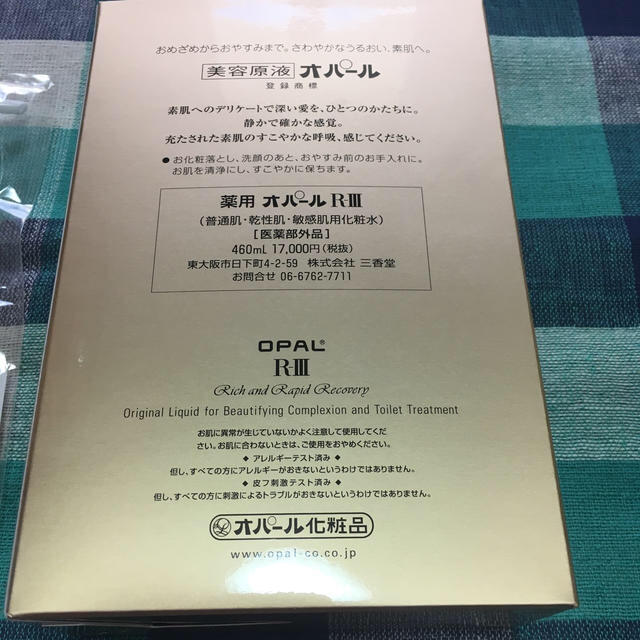 おめざめからおやすみまで。さわやかなうるおい、素肌へ。
美容原液 オパール
登録商標
素肌へのデリケートで深い愛を、ひとつのかたちに。
静かで確かな感覚。
充たされた素肌のすこやかな呼吸、感じてください。
●お化粧落とし、洗顔のあと、おやすみ前のお手入れに。
お肌を清浄にし、すこやかに保ちます。
薬用 オパール R-III
(普通肌・乾性肌・敏感肌用化粧水)
[医薬部外品]
460mL 17,000円(税抜)
東大阪市日下町4-2-59 株式会社 三香堂
お問合せ 06-6762-7711
OPAL®
R-III
Rich and Rapid Recovery
Original Liquid for Beautifying Complexion and Toilet Treatment
お肌に異常が生じていないかよく注意して使用してくだ
さい。お肌に合わないときは、ご使用をおやめください。
◆ アレルギーテスト済み ◆
但し、すべての方にアレルギーがおきないというわけではありません。
◆ 皮フ刺激テスト済み ◆
但し、すべての方に刺激によるトラブルがおきないというわけではありません。
オパール化粧品
www.opal-co.co.jp